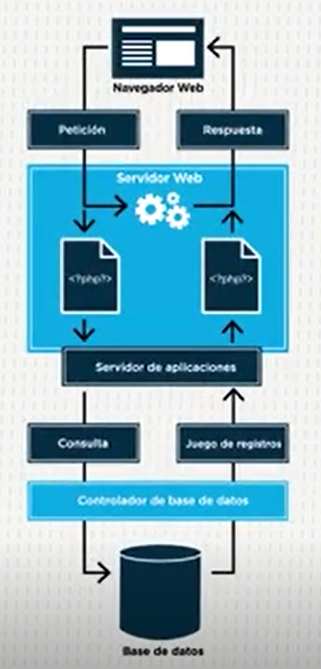 Navegador Web
Petición
Respuesta
Servidor Web
<?php?>
<?php?>
Servidor de aplicaciones
Consulta
Juego de registros
Controlador de base de datos
Base de datos